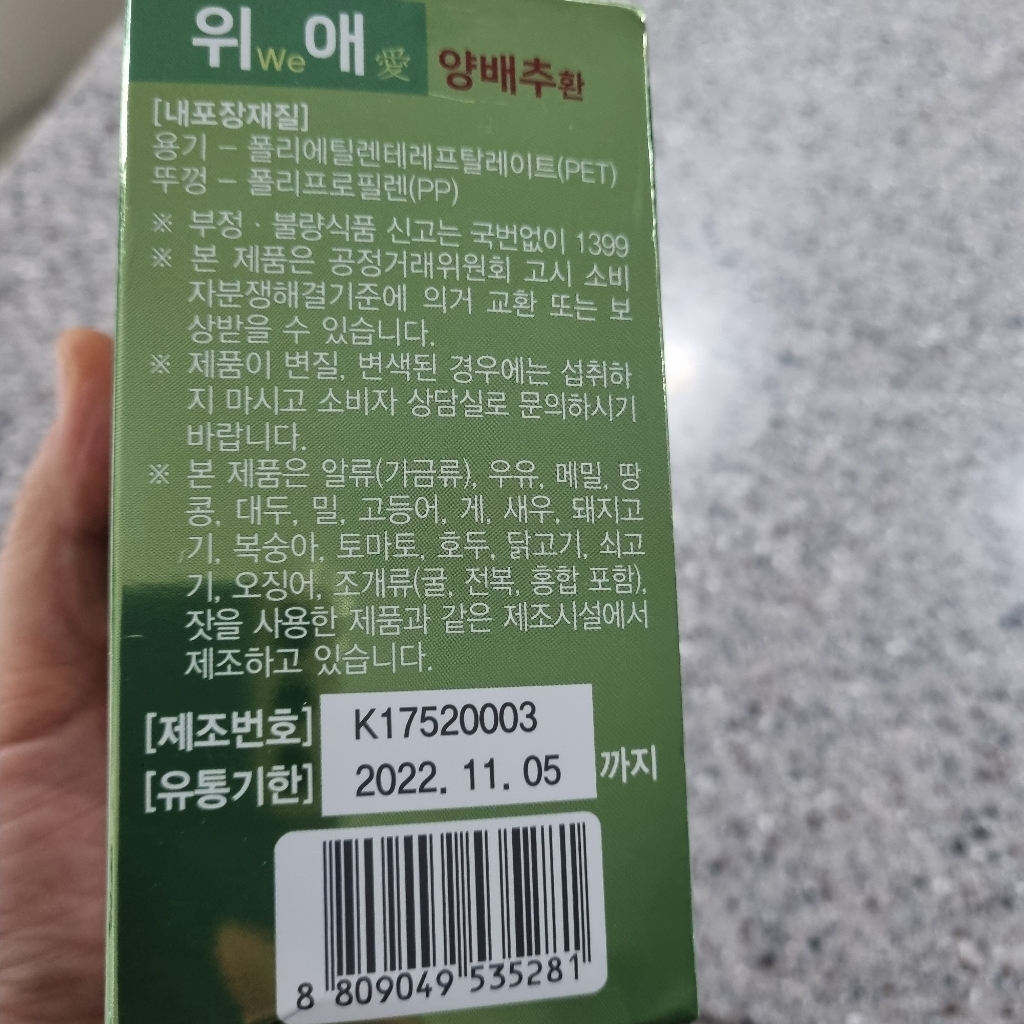 위We애 愛 양배추환
[내포장재질]
용기 - 폴리에틸렌테레프탈레이트(PET)
뚜껑 - 폴리프로필렌(PP)
※ 부정 · 불량식품 신고는 국번없이 1399
※ 본 제품은 공정거래위원회 고시 소비
자분쟁해결기준에 의거 교환 또는 보
상받을 수 있습니다.
※ 제품이 변질, 변색된 경우에는 섭취하
지 마시고 소비자 상담실로 문의하시기
바랍니다.
※ 본 제품은 알류(가금류), 우유, 메밀, 땅
콩, 대두, 밀, 고등어, 게, 새우, 돼지고
기, 복숭아, 토마토, 호두, 닭고기, 쇠고
기, 오징어, 조개류(굴, 전복, 홍합 포함),
잣을 사용한 제품과 같은 제조시설에서
제조하고 있습니다.
[제조번호] K17520003
[유통기한] 2022. 11. 05 까지
8 809049 535281